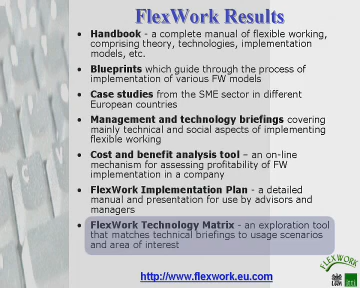 FlexWork Results
• Handbook - a complete manual of flexible working,
comprising theory, technologies, implementation
models, etc.
• Blueprints which guide through the process of
implementation of various FW models
• Case studies from the SME sector in different
European countries
• Management and technology briefings covering
mainly technical and social aspects of implementing
flexible working
• Cost and benefit analysis tool – an on-line
mechanism for assessing profitability of FW
implementation in a company
• FlexWork Implementation Plan - a detailed
manual and presentation for use by advisors and
managers
• FlexWork Technology Matrix - an exploration tool
that matches technical briefings to usage scenarios
and area of interest
http://www.flexwork.eu.com
FLEXWORK